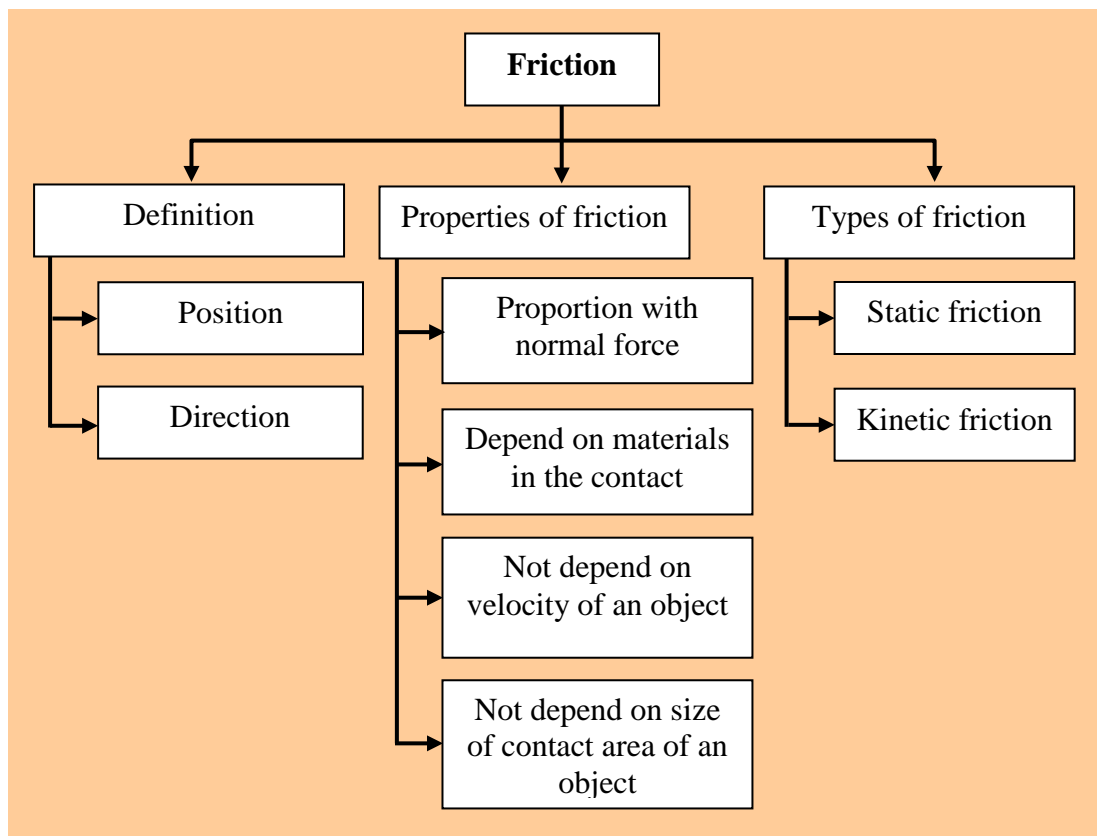 Friction
Definition
Position
Direction
Properties of friction
Proportion with
normal force
Depend on materials
in the contact
Not depend on
velocity of an object
Not depend on size
of contact area of an
object
Types of friction
Static friction
Kinetic friction